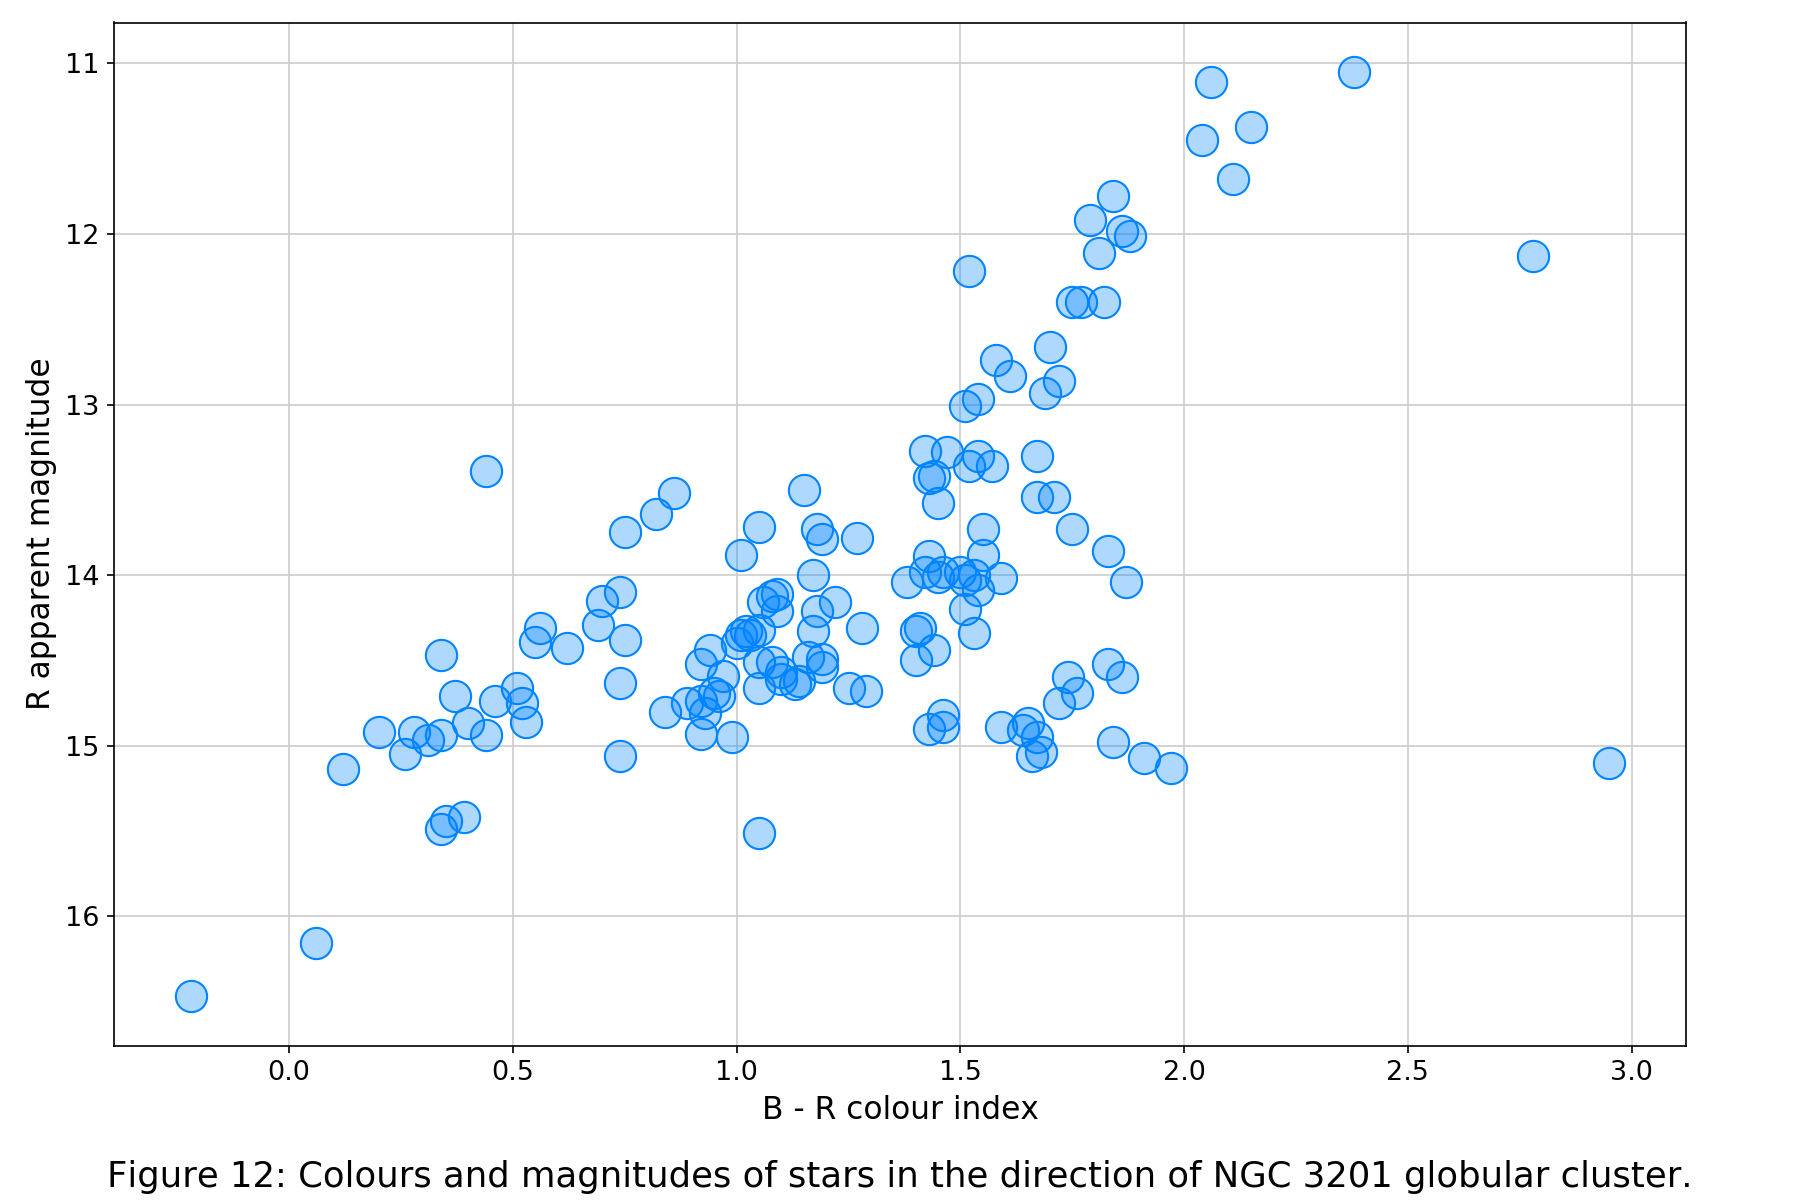 11
12
13
14
15
16
R apparent magnitude
0.0 0.5 1.0 1.5 2.0 2.5 3.0
B - R colour index
Figure 12: Colours and magnitudes of stars in the direction of NGC 3201 globular cluster.